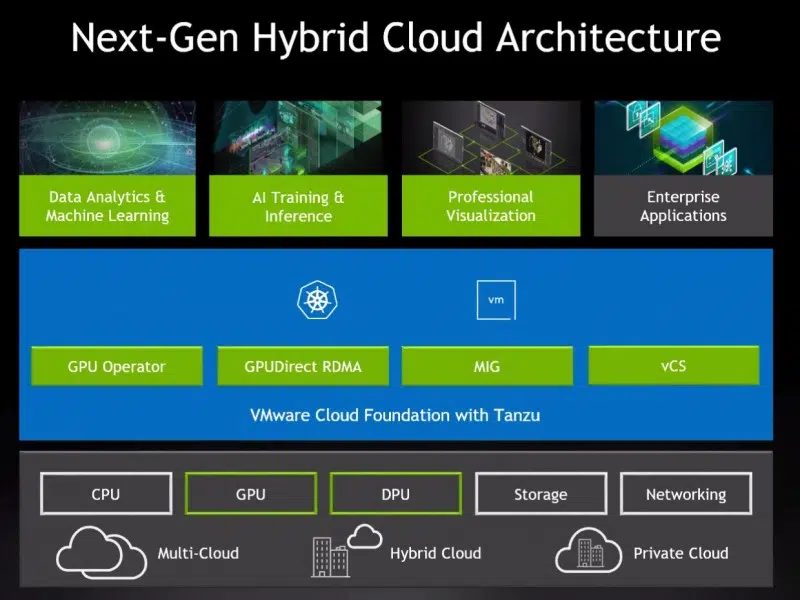 Next-Gen Hybrid Cloud Architecture
Data Analytics &
Machine Learning
AI Training &
Inference
Professional
Visualization
Enterprise
Applications
vm
GPU Operator
GPUDirect RDMA
MIG
vCS
VMware Cloud Foundation with Tanzu
CPU
GPU
DPU
Storage
Networking
Multi-Cloud
Hybrid Cloud
Private Cloud